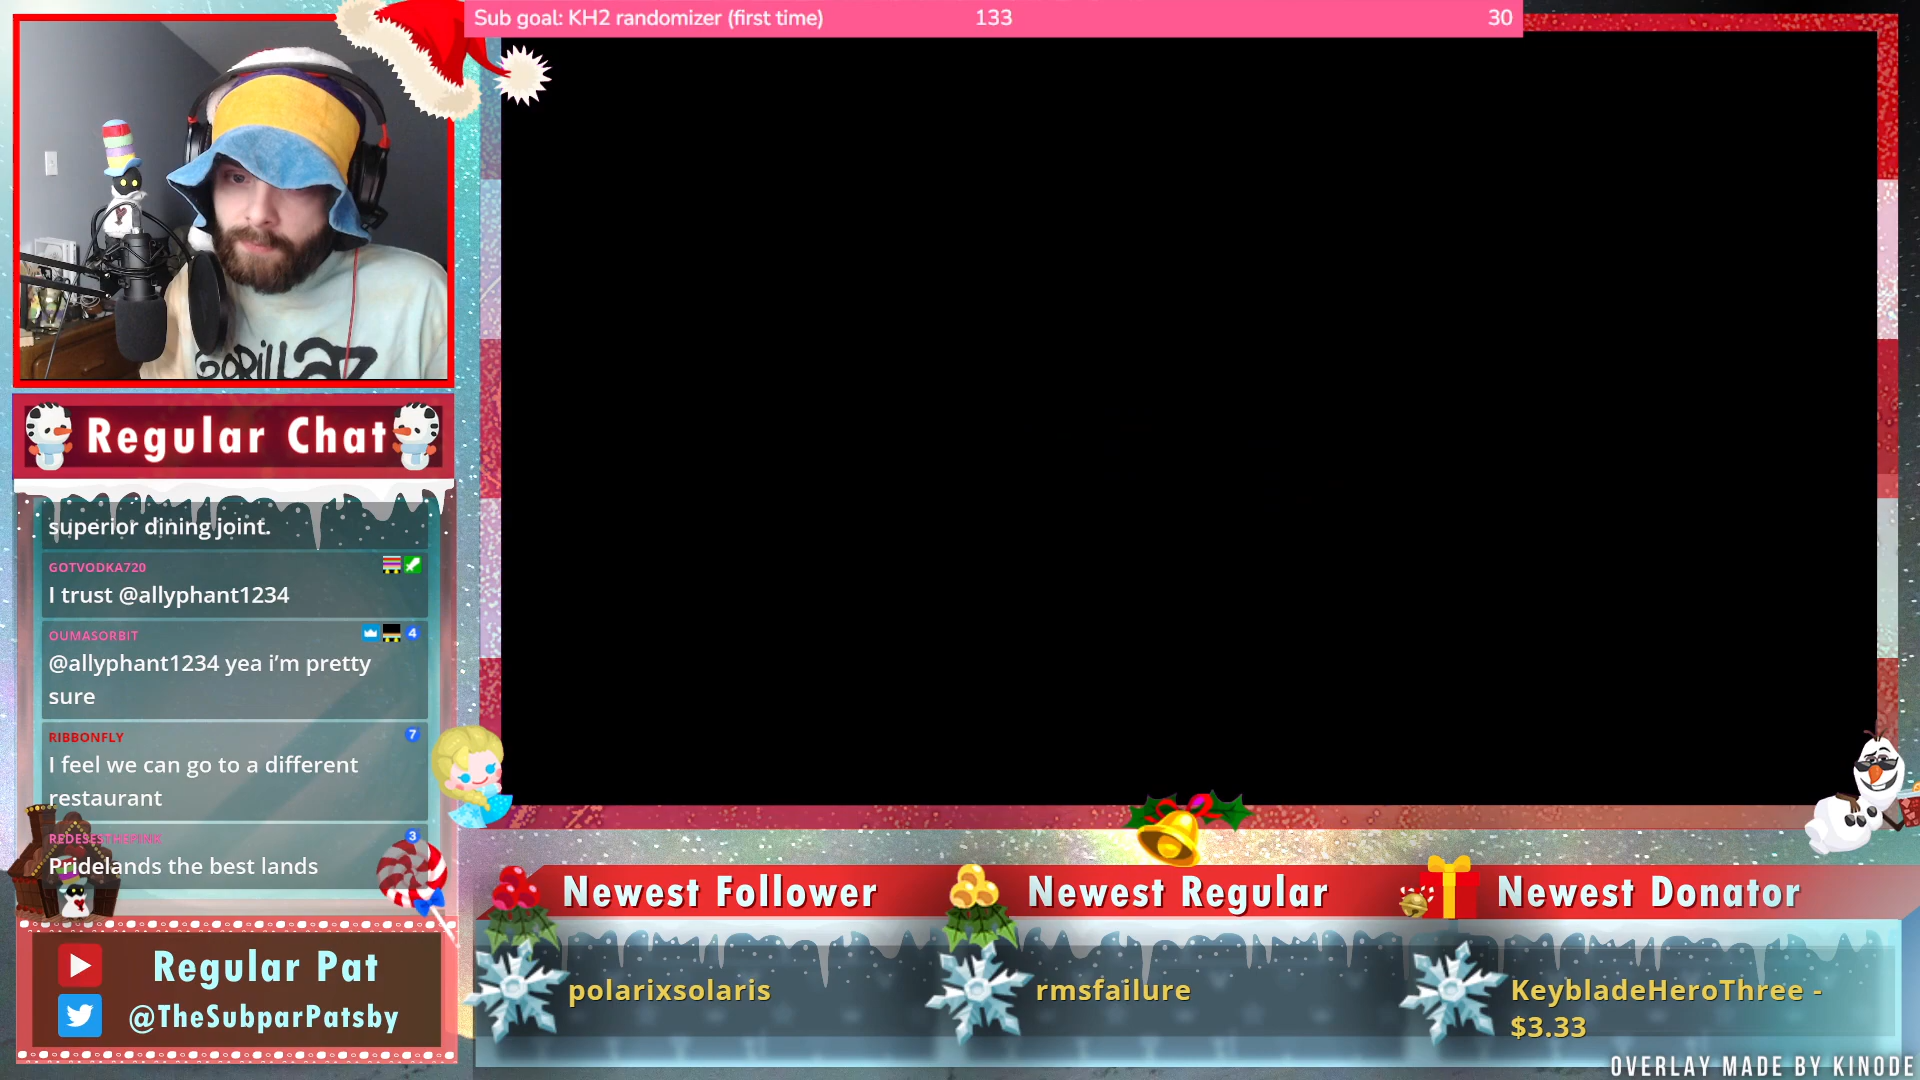 Sub goal: KH2 randomizer (first time) 133 30
GORILLAZ
Regular Chat
superior dining joint.
GOTVODKA720
I trust @allyphant1234
OUMASORBIT
4
@allyphant1234 yea i’m pretty
sure
RIBBONFLY
7
I feel we can go to a different
restaurant
3
Pridelands the best lands
Regular Pat
@TheSubparPatsby
Newest Follower
polarixsolaris
Newest Regular
rmsfailure
Newest Donator
KeybladeHeroThree -
$3.33
OVERLAY MADE BY KINODE